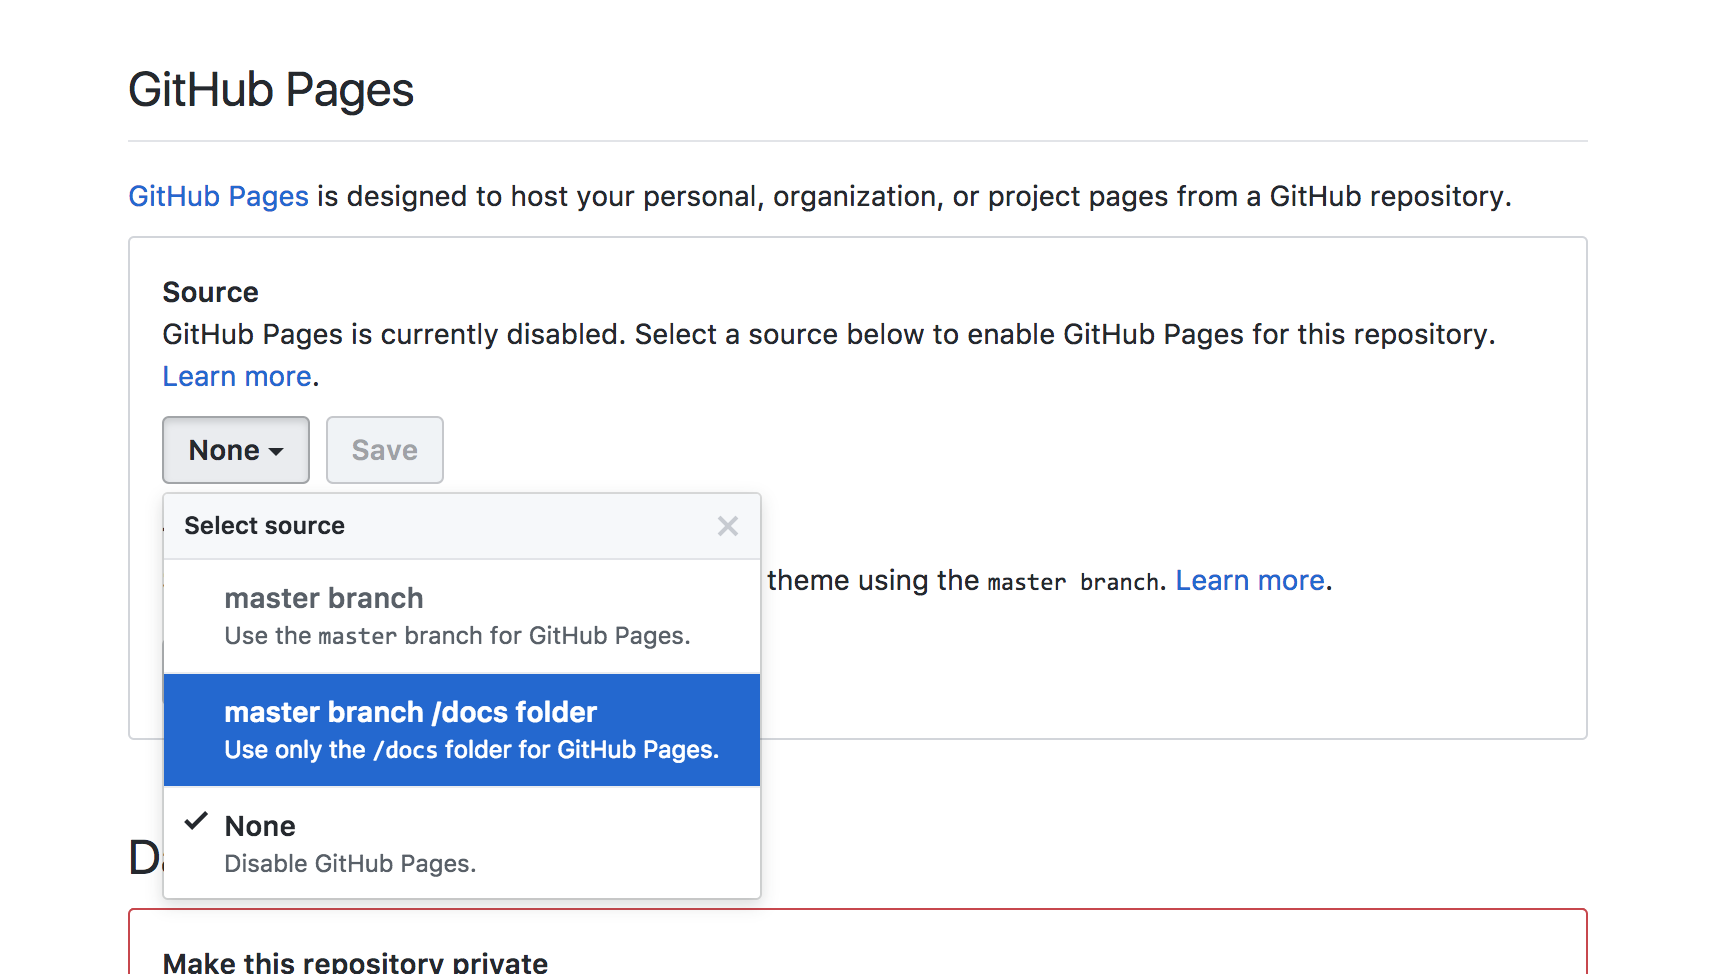 GitHub Pages
GitHub Pages is designed to host your personal, organization, or project pages from a GitHub repository.
Source
GitHub Pages is currently disabled. Select a source below to enable GitHub Pages for this repository.
Learn more.
None Save
Select source
theme using the master branch. Learn more.
master branch
Use the master branch for GitHub Pages.
master branch /docs folder
Use only the /docs folder for GitHub Pages.
None
Disable GitHub Pages.
Make this repository private